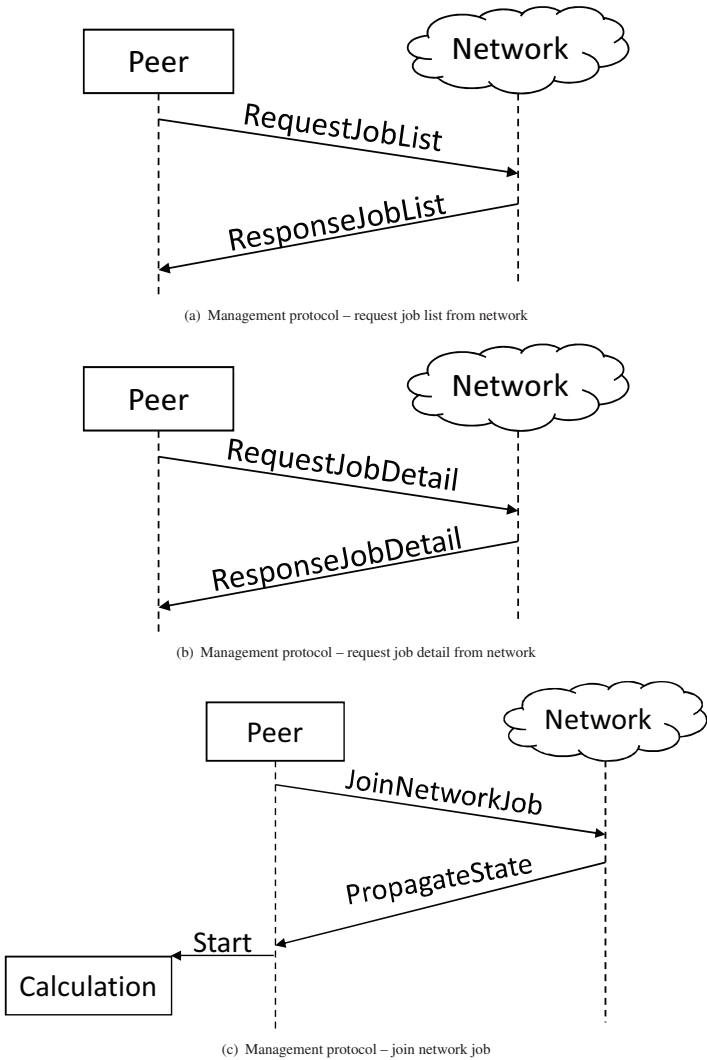 Peer
Network
RequestJobList
ResponseJobList
(a) Management protocol – request job list from network
Peer
Network
RequestJobDetail
ResponseJobDetail
(b) Management protocol – request job detail from network
Peer
Network
JoinNetworkJob
PropagateState
Start
Calculation
(c) Management protocol – join network job